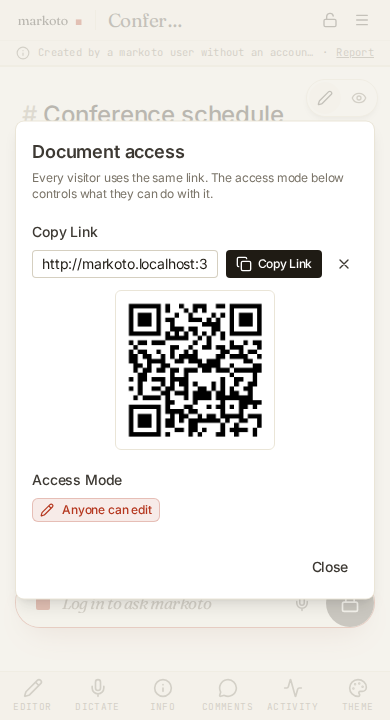 markoto
Confer…
Created by a markoto user without an accoun… · Report
# Conference schedule
Document access
Every visitor uses the same link. The access mode below
controls what they can do with it.
Copy Link
http://markoto.localhost:3
Copy Link
Access Mode
Anyone can edit
Close
Log in to ask markoto
EDITOR
DICTATE
INFO
COMMENTS
ACTIVITY
THEME